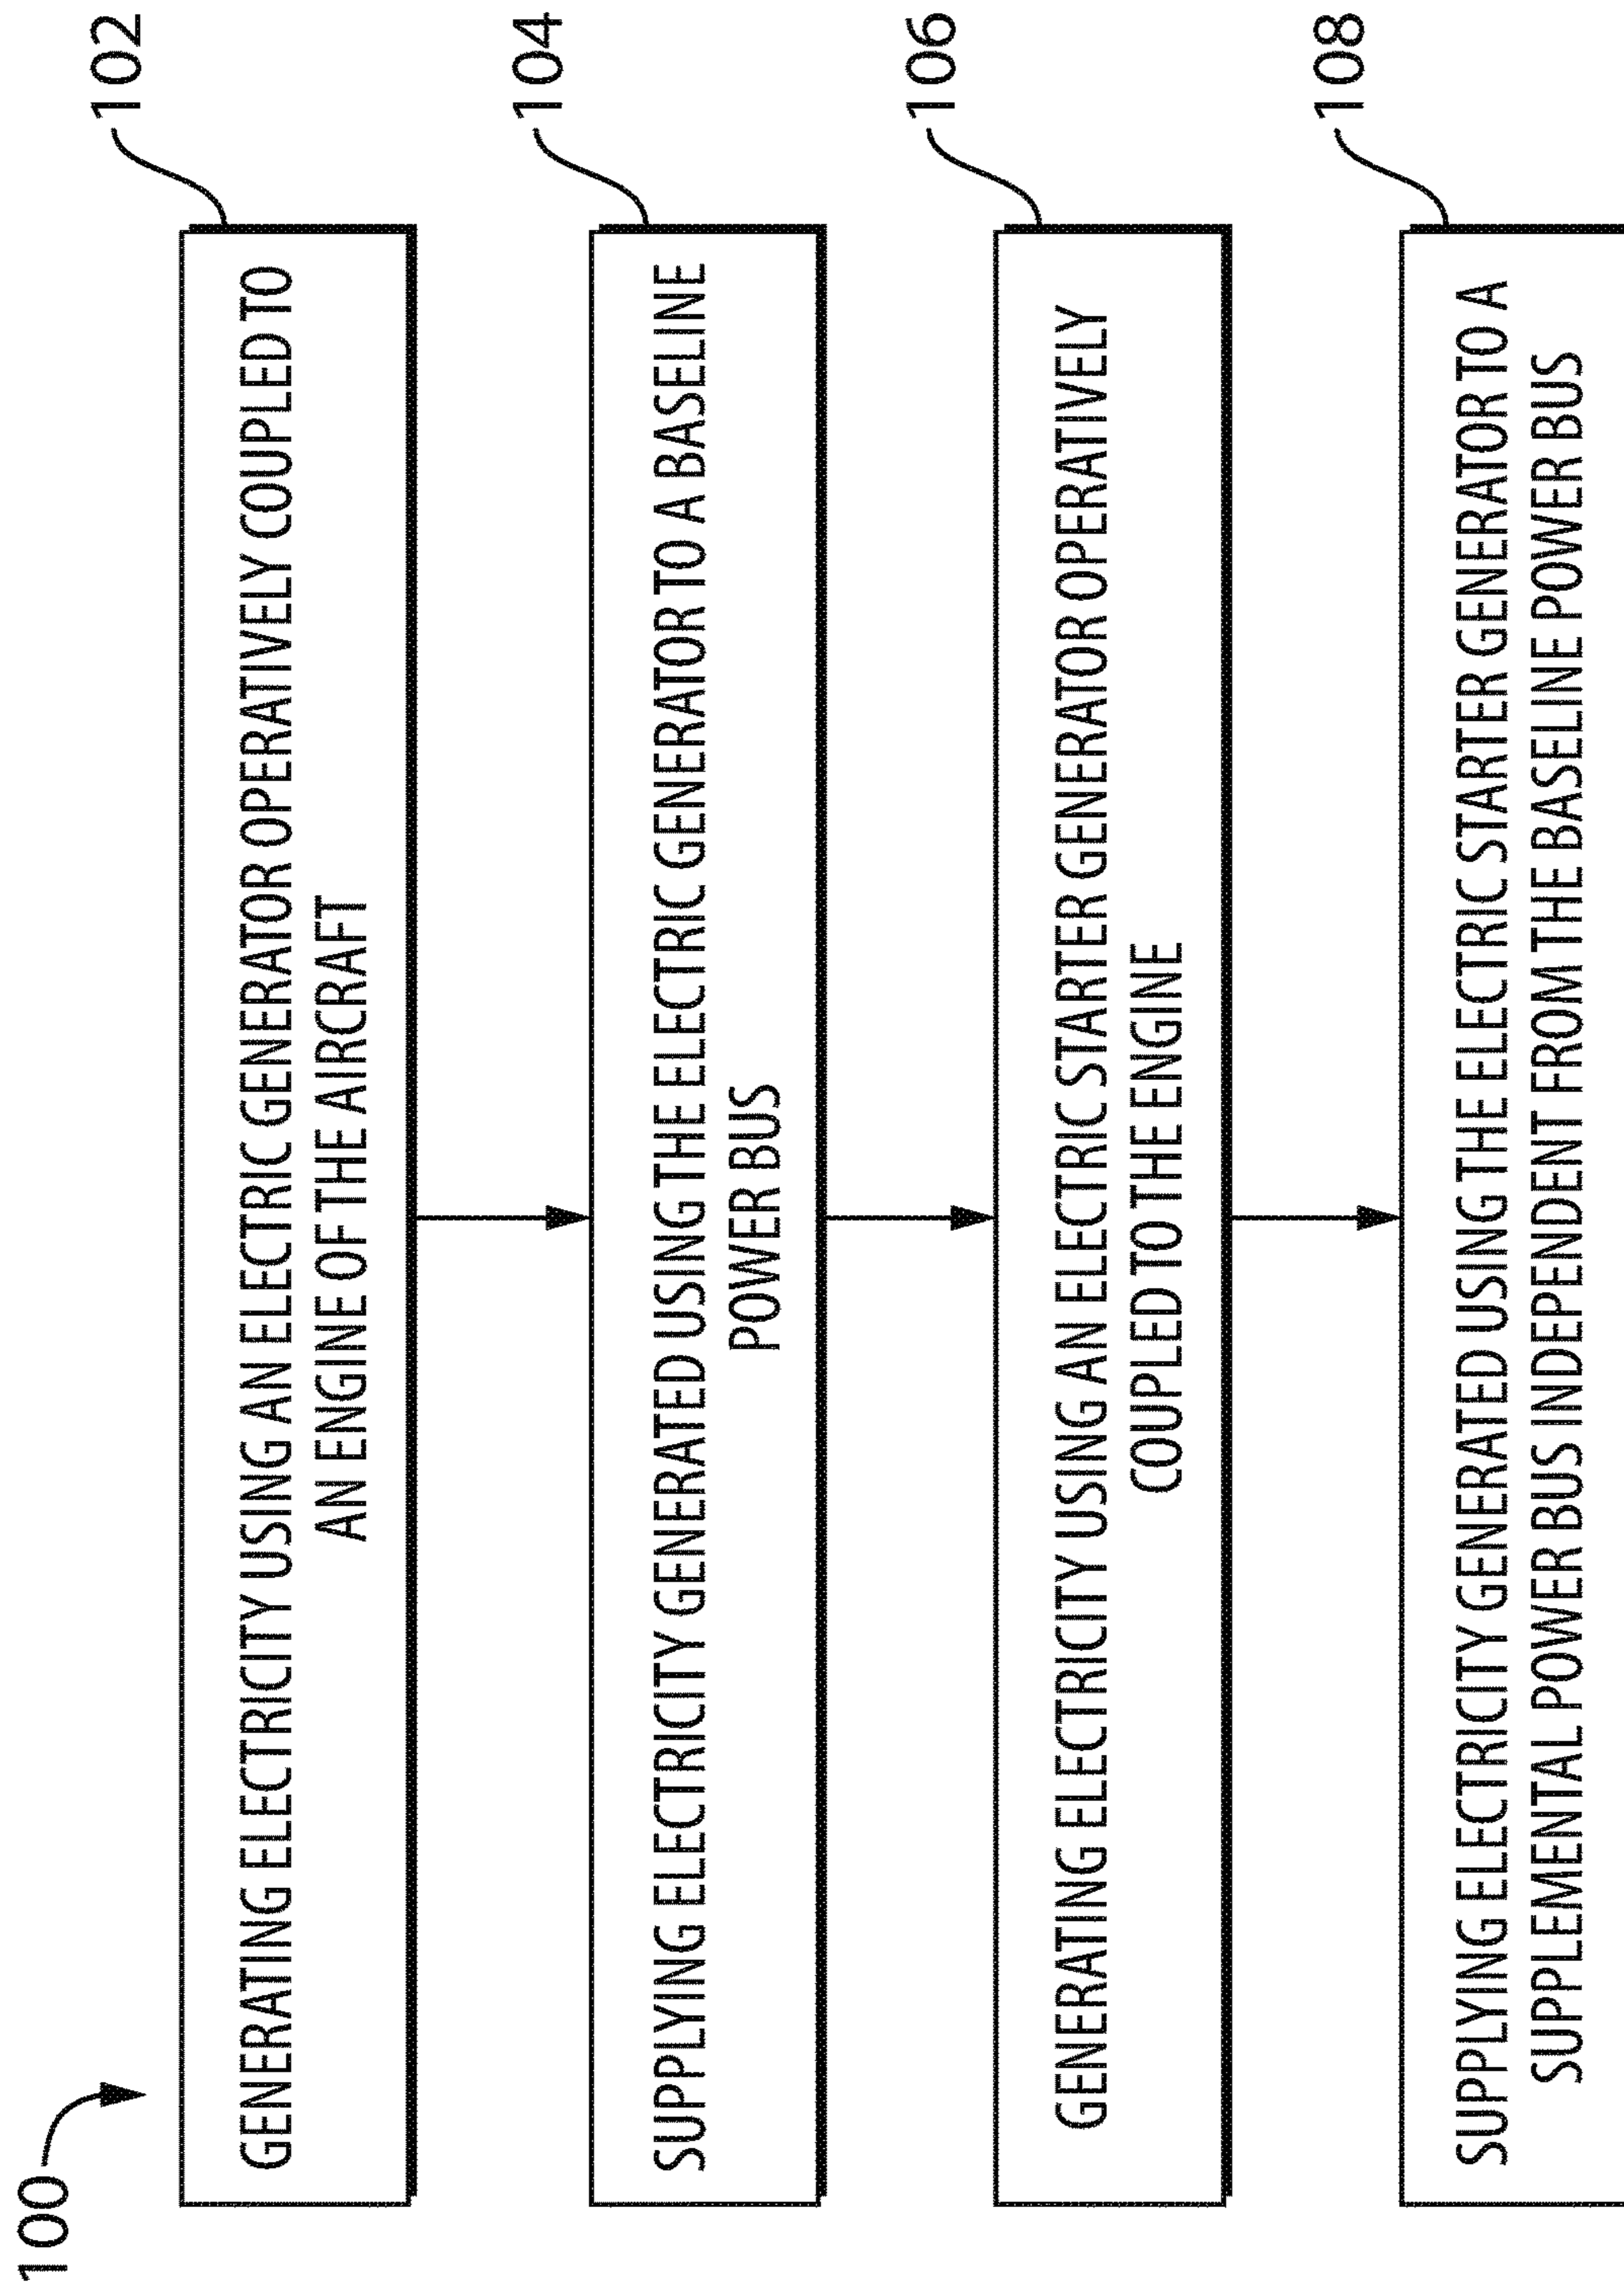 100
102
GENERATING ELECTRICITY USING AN ELECTRIC GENERATOR OPERATIVELY COUPLED TO
AN ENGINE OF THE AIRCRAFT
104
SUPPLYING ELECTRICITY GENERATED USING THE ELECTRIC GENERATOR TO A BASELINE
POWER BUS
106
GENERATING ELECTRICITY USING AN ELECTRIC STARTER GENERATOR OPERATIVELY
COUPLED TO THE ENGINE
108
SUPPLYING ELECTRICITY GENERATED USING THE ELECTRIC STARTER GENERATOR TO A
SUPPLEMENTAL POWER BUS INDEPENDENT FROM THE BASELINE POWER BUS